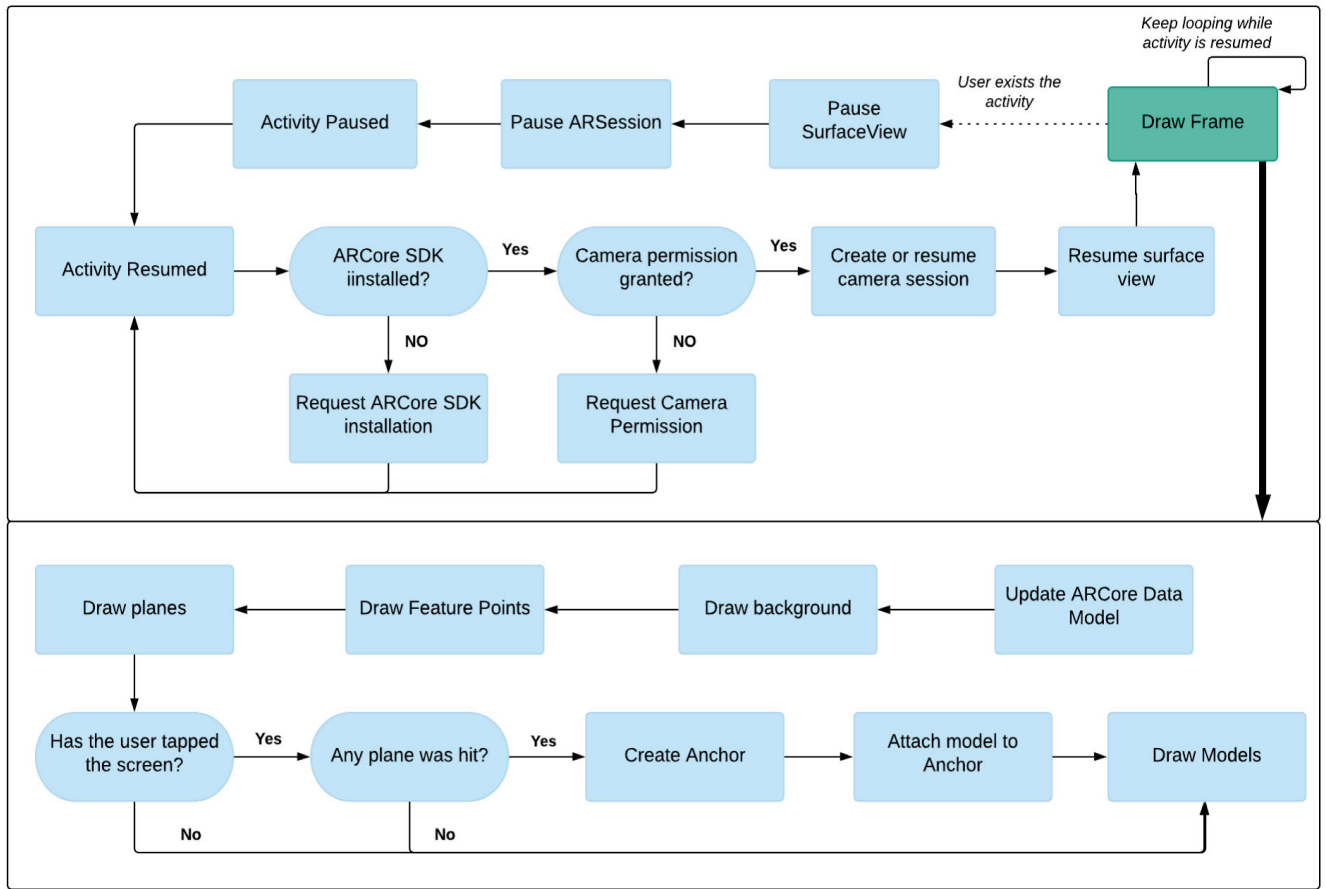 Keep looping while
activity is resumed
User exists the
activity
Activity Paused
Pause ARSession
Pause
SurfaceView
Draw Frame
Activity Resumed
ARCore SDK
iinstalled?
Yes
Camera permission
granted?
Yes
Create or resume
camera session
Resume surface
view
NO
NO
Request ARCore SDK
installation
Request Camera
Permission
Draw planes
Draw Feature Points
Draw background
Update ARCore Data
Model
Has the user tapped
the screen?
Yes
Any plane was hit?
Yes
Create Anchor
Attach model to
Anchor
Draw Models
No
No